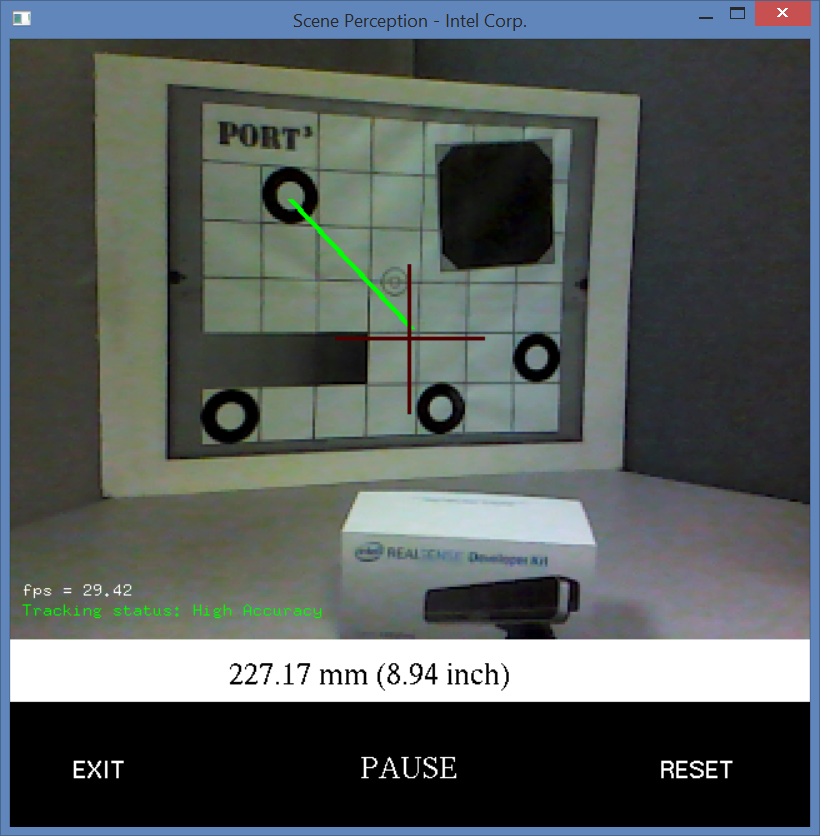 Scene Perception - Intel Corp.
PORT³
intel REALSENSE Developer Kit
fps = 29.42
Tracking status: High Accuracy
227.17 mm (8.94 inch)
EXIT
PAUSE
RESET